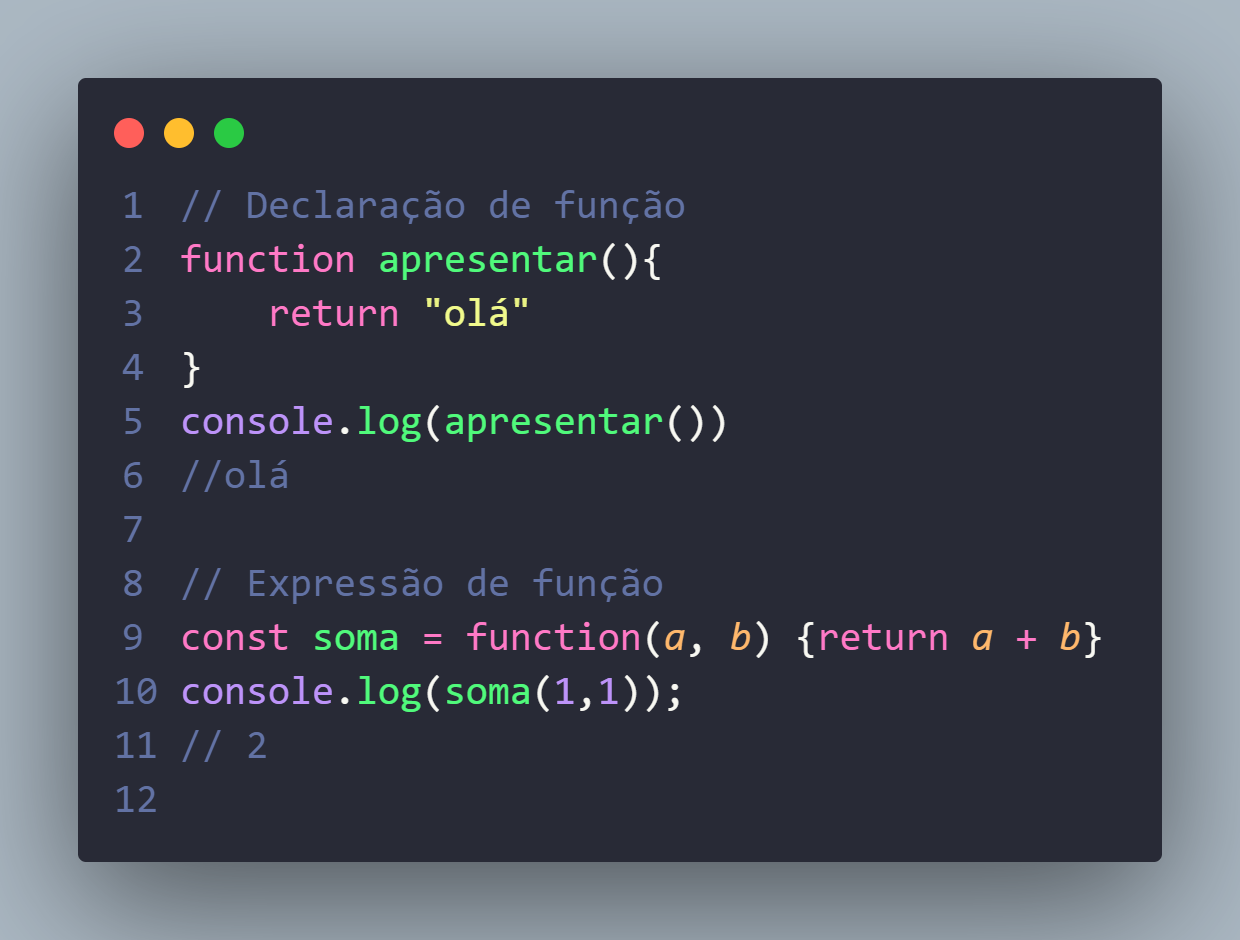 1 // Declaração de função
2 function apresentar(){
3     return "olá"
4 }
5 console.log(apresentar())
6 //olá
7
8 // Expressão de função
9 const soma = function(a, b) {return a + b}
10 console.log(soma(1,1));
11 // 2
12